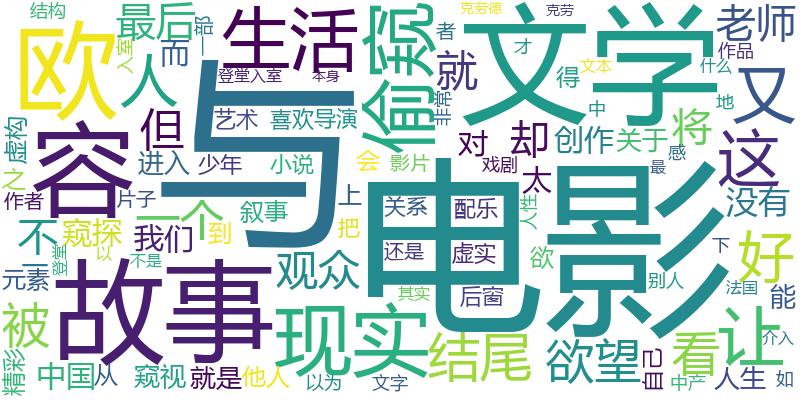 结构
最后
一部
生活
偷窥
克劳德
克劳
文学
老师
欧
入室
人
而
登堂入室
本身
者
就
才
文本
什么
作品
又
容
虚构
但
与
艺术
喜欢导演
非常
得
中
地
之
进入
少年
小说
会
影片
对
却
创作
关于
将
这
作者
片子
一个
叙事
上
把
电影
戏剧
太
感
最
没有
不
窥探
我们
到
关系
配乐
人性
登堂
以
不是
观众
还是
虚实
欲
别人
下
好
元素
故事
其实
后窗
法国
能
被
现实
结尾
欲望
看
让
介入
精彩
中国
从
窥视
就是
他人
以为
文字
自己
中产
人生
如